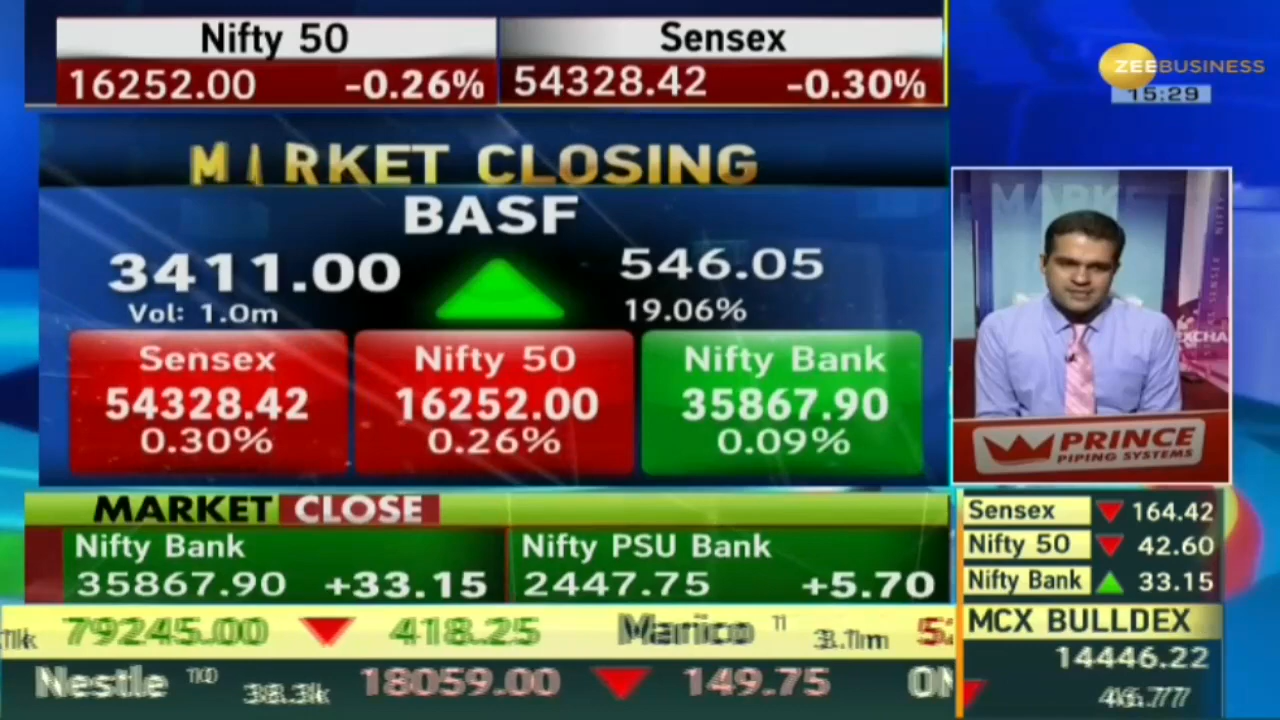 Nifty 50
16252.00 -0.26%
Sensex
54328.42 -0.30%
ZEEBUSINESS
15:29
MARKET CLOSING
BASF
3411.00
Vol: 1.0m
546.05
19.06%
Sensex
54328.42
0.30%
Nifty 50
16252.00
0.26%
Nifty Bank
35867.90
0.09%
MARKET CLOSE
Nifty Bank
35867.90 +33.15
Nifty PSU Bank
2447.75 +5.70
79245.00 418.25 Marico 3.11m
Nestle 38.3k 18059.00 149.75
PRINCE
PIPING SYSTEMS
Sensex 164.42
Nifty 50 42.60
Nifty Bank 33.15
MCX BULLDEX
14446.22